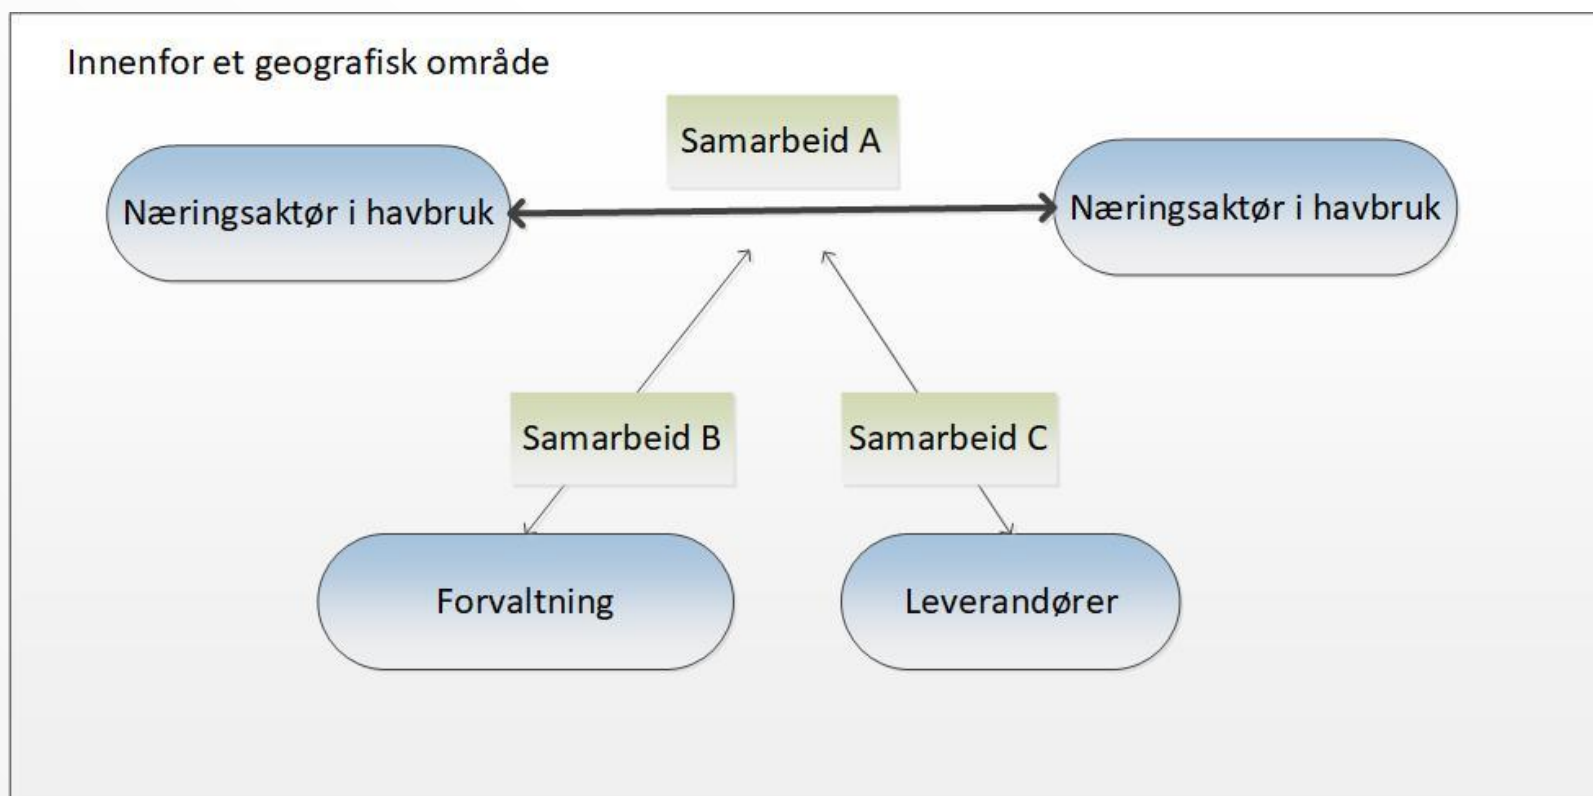 Innenfor et geografisk område
Samarbeid A
Næringsaktør i havbruk
Næringsaktør i havbruk
Samarbeid B
Samarbeid C
Forvaltning
Leverandører